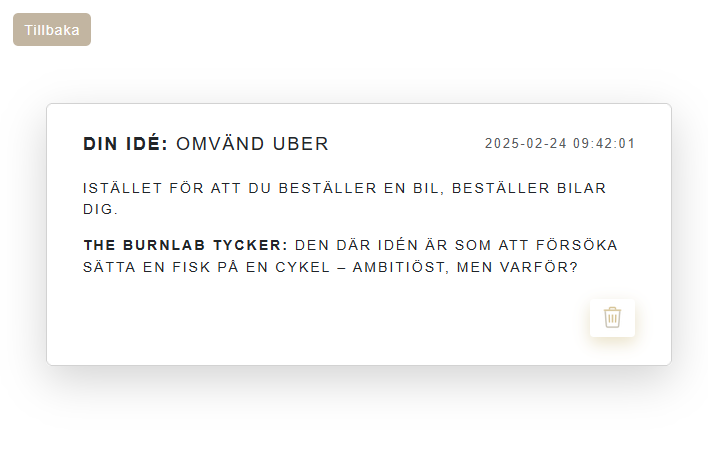 Tillbaka
DIN IDÉ: OMVÄND UBER
2025-02-24 09:42:01
ISTÄLLET FÖR ATT DU BESTÄLLER EN BIL, BESTÄLLER BILAR
DIG.
THE BURNLAB TYCKER: DEN DÄR IDÉN ÄR SOM ATT FÖRSÖKA
SÄTTA EN FISK PÅ EN CYKEL – AMBITIÖST, MEN VARFÖR?